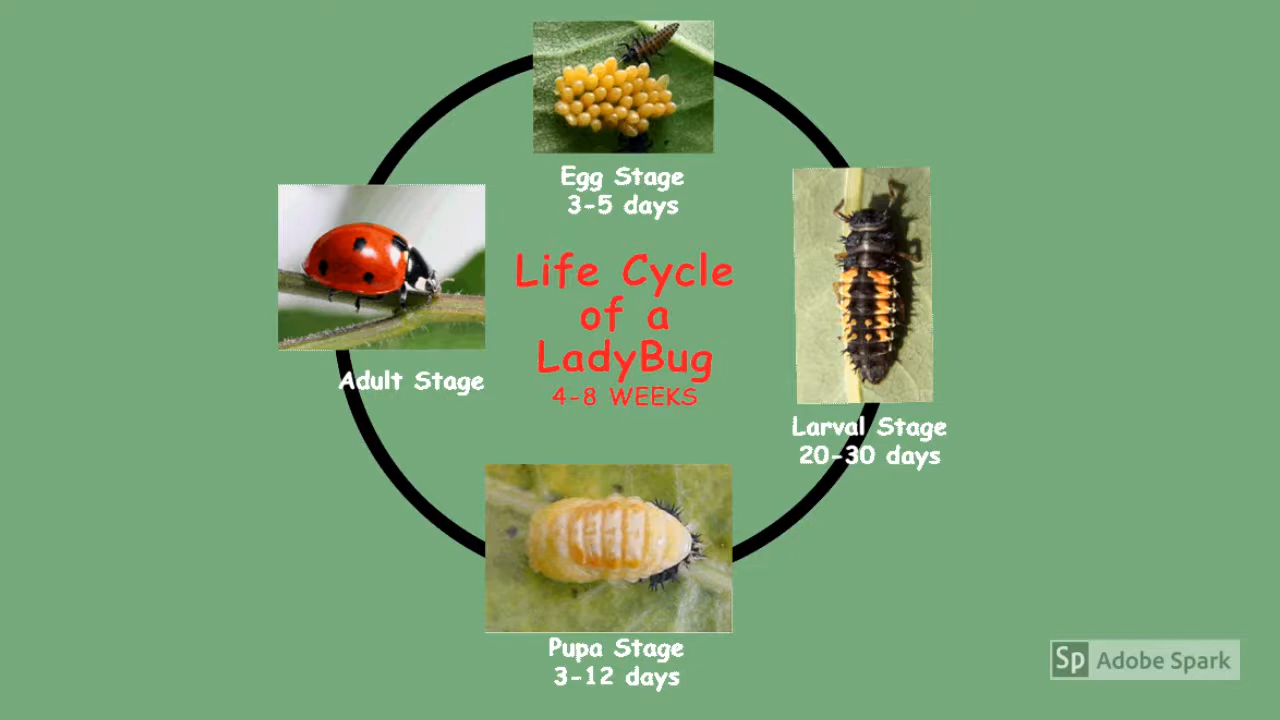 Egg Stage
3-5 days
Life Cycle
of a
LadyBug
4-8 WEEKS
Adult Stage
Larval Stage
20-30 days
Pupa Stage
3-12 days
Sp Adobe Spark